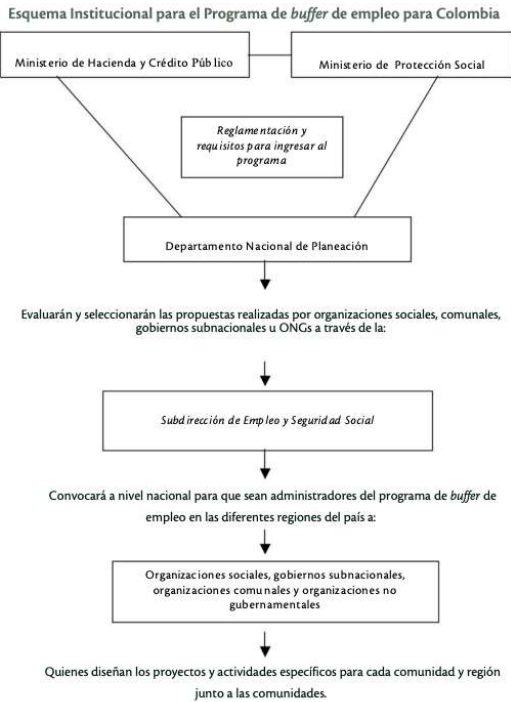 Esquema Institucional para el Programa de buffer de empleo para Colombia
Ministerio de Hacienda y Crédito Público
Ministerio de Protección Social
Reglamentación y
requisitos para ingresar al
programa
Departamento Nacional de Planeación
Evaluarán y seleccionarán las propuestas realizadas por organizaciones sociales, comunales,
gobiernos subnacionales u ONGs a través de la:
Subdirección de Empleo y Seguridad Social
Convocará a nivel nacional para que sean administradores del programa de buffer de
empleo en las diferentes regiones del país a:
Organizaciones sociales, gobiernos subnacionales,
organizaciones comunales y organizaciones no
gubernamentales
Quienes diseñan los proyectos y actividades específicos para cada comunidad y región
junto a las comunidades.